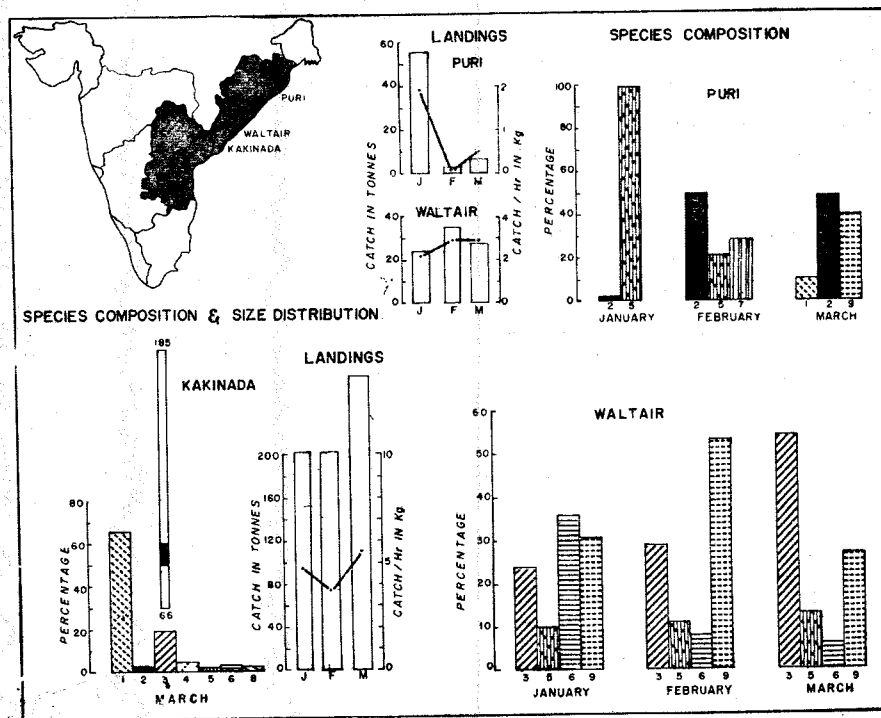 PURI
WALTAIR
KAKINADA
LANDINGS
PURI
60
40
20
0
CATCH IN TONNES
2
1
0
CATCH/Hr IN Kg
J F M
WALTAIR
40
20
0
4
2
0
J F M
SPECIES COMPOSITION
PURI
100
80
60
40
20
0
PERCENTAGE
2 5
JANUARY
2 5 7
FEBRUARY
1 2 9
MARCH
SPECIES COMPOSITION & SIZE DISTRIBUTION
KAKINADA
185
66
80
60
40
20
0
PERCENTAGE
1 2 3 4 5 6 8
MARCH
LANDINGS
200
160
120
80
40
0
CATCH IN TONNES
10
5
0
CATCH/Hr IN Kg.
J F M
WALTAIR
60
50
40
30
20
10
0
PERCENTAGE
3 5 6 9
JANUARY
3 5 6 9
FEBRUARY
3 5 6 9
MARCH